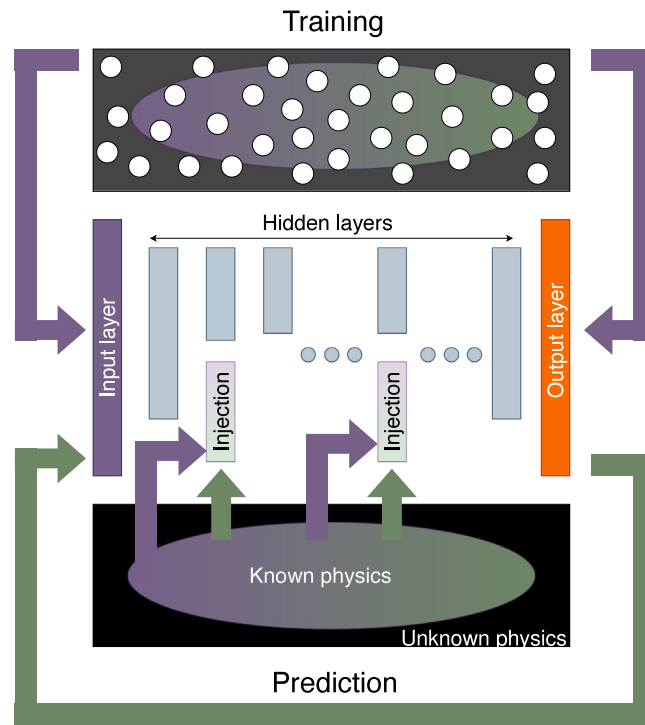 Training
Hidden layers
Input layer
Output layer
Injection
Injection
Known physics
Unknown physics
Prediction